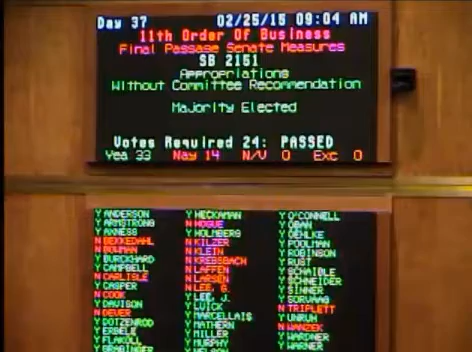 Day 37 02/25/15 09:04 AM
11th Order Of Business
Final Passage Senate Measures
SB 2151
Appropriations
Without Committee Recommendation
Majority Elected
Votes Required 24: PASSED
Yea 33 Nay 14 N/V 0 Exc 0
Y ANDERSON Y HECKAMAN Y O'CONNELL
Y ARMSTRONG N HOGUE Y OBAN
Y AXNESS Y HOLMBERG Y OEHLKE
N BEKKEDAHL N KILZER Y POOLMAN
N BOWMAN N KLEIN Y ROBINSON
Y BURCKHARD N KREBSBACH Y RUST
Y CAMPBELL N LAFFEN Y SCHAIBLE
N CARLISLE N LARSEN Y SCHNEIDER
Y CASPER N LEE, G. Y SINNER
N COOK Y LEE, J. Y SORVAAG
Y DAVISON Y LUICK N TRIPLETT
N DEVER Y MARCELLAIS Y UNRUH
Y DOTZENROD Y MATHERN N WANZEK
Y ERBELE Y MILLER Y WARDNER
Y FLAKOLL Y MURPHY Y WARNER
Y GRABINGER Y NELSON